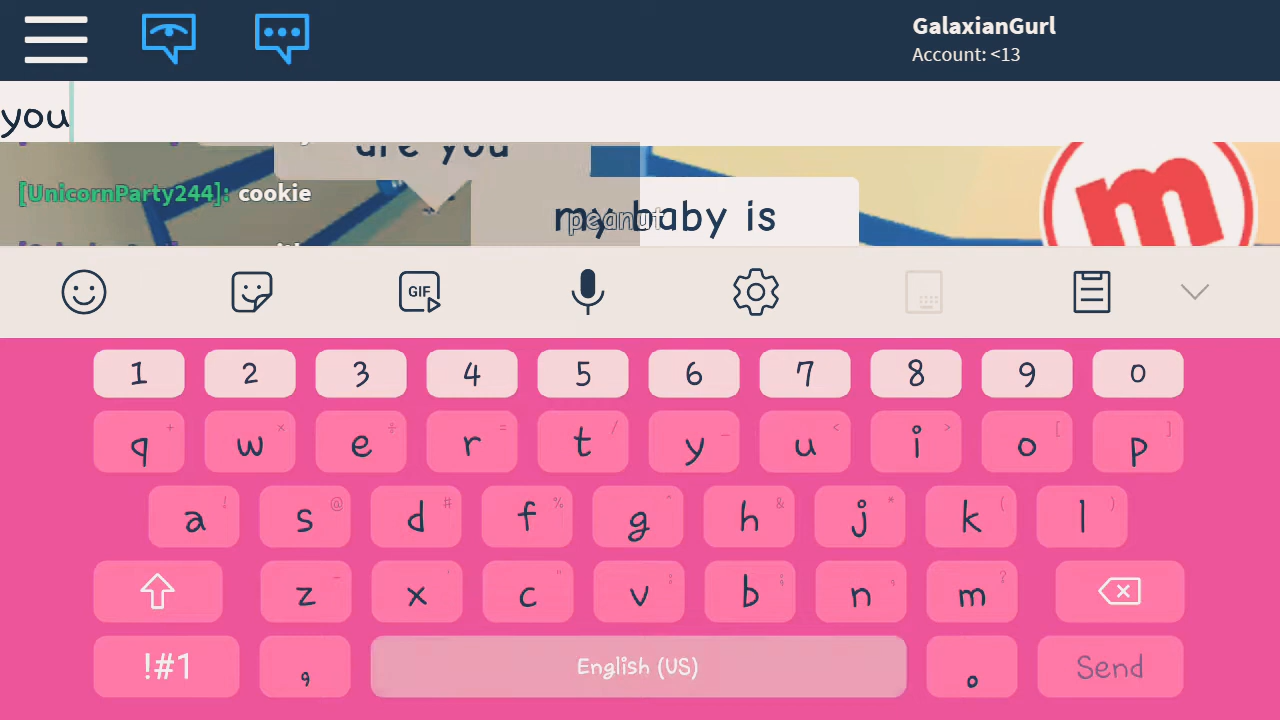 GalaxianGurl
Account: <13
you
are you
[UnicornParty244]: cookie
my baby is
peanut
m
GIF
1 2 3 4 5 6 7 8 9 0
q + w × e ÷ r = t / y _ u < i > o [ p ]
a ! s @ d # f % g ^ h & j * k ( l )
z - x ' c " v : b ; n , m ?
!#1 , English (US) . Send